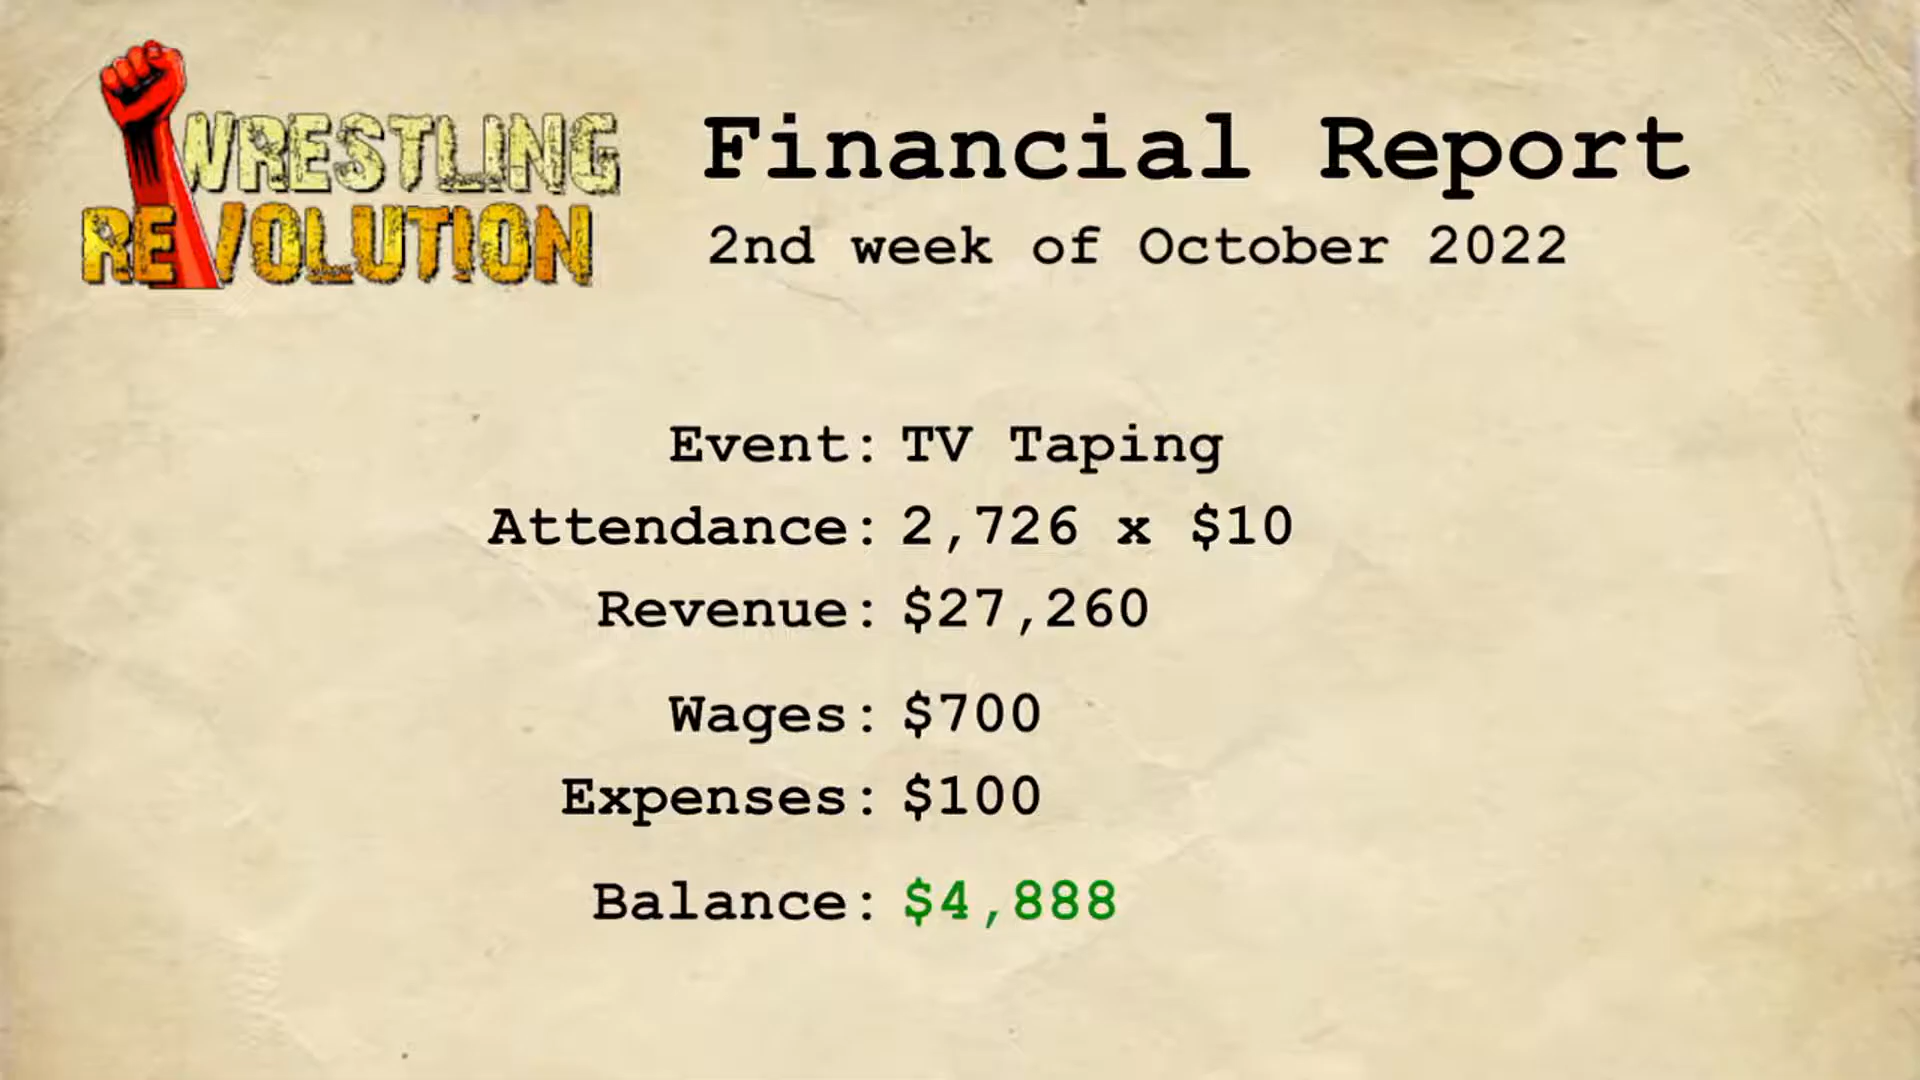 WRESTLING
REVOLUTION
Financial Report
2nd week of October 2022
Event: TV Taping
Attendance: 2,726 x $10
Revenue: $27,260
Wages: $700
Expenses: $100
Balance: $4,888